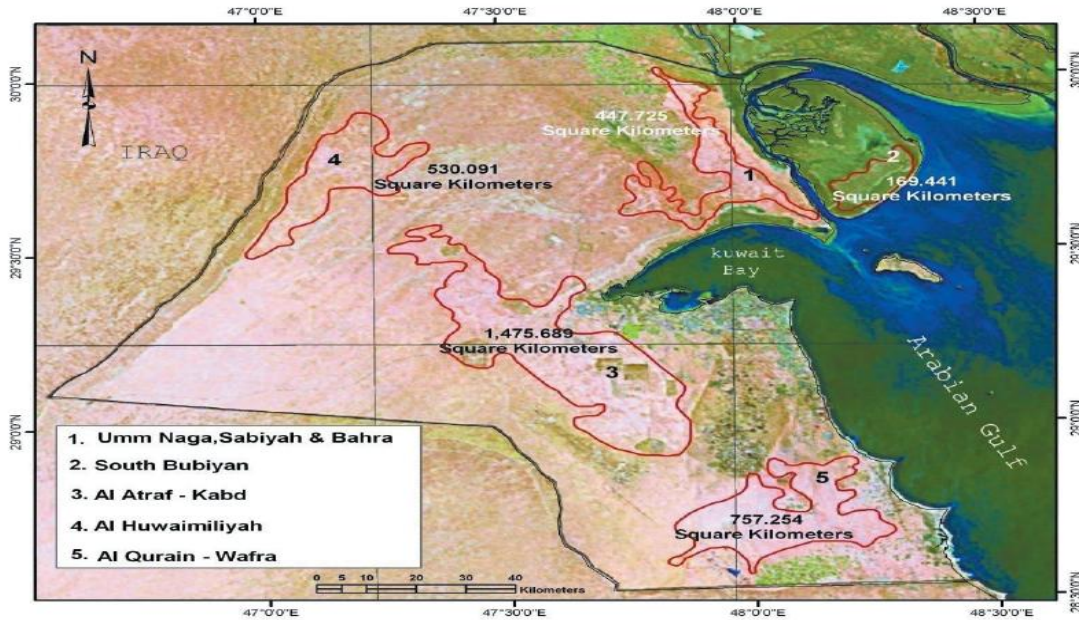 47°0'0"E 47°30'0"E 48°0'0"E 48°30'0"E
N
30°0'0"N
30°0'0"N
IRAQ
447.725
Square Kilometers
4
530.091
Square Kilometers
1
2
169.441
Square Kilometers
29°30'0"N
29°30'0"N
kuwait
Bay
1,475.689
Square Kilometers
3
Arabian Gulf
29°0'0"N
29°0'0"N
1. Umm Naga,Sabiyah & Bahra
2. South Bubiyan
3. Al Atraf - Kabd
4. Al Huwaimiliyah
5. Al Qurain - Wafra
5
757.254
Square Kilometers
0 5 10 20 30 40
Kilometers
28°30'0"N
47°0'0"E 47°30'0"E 48°0'0"E 48°30'0"E